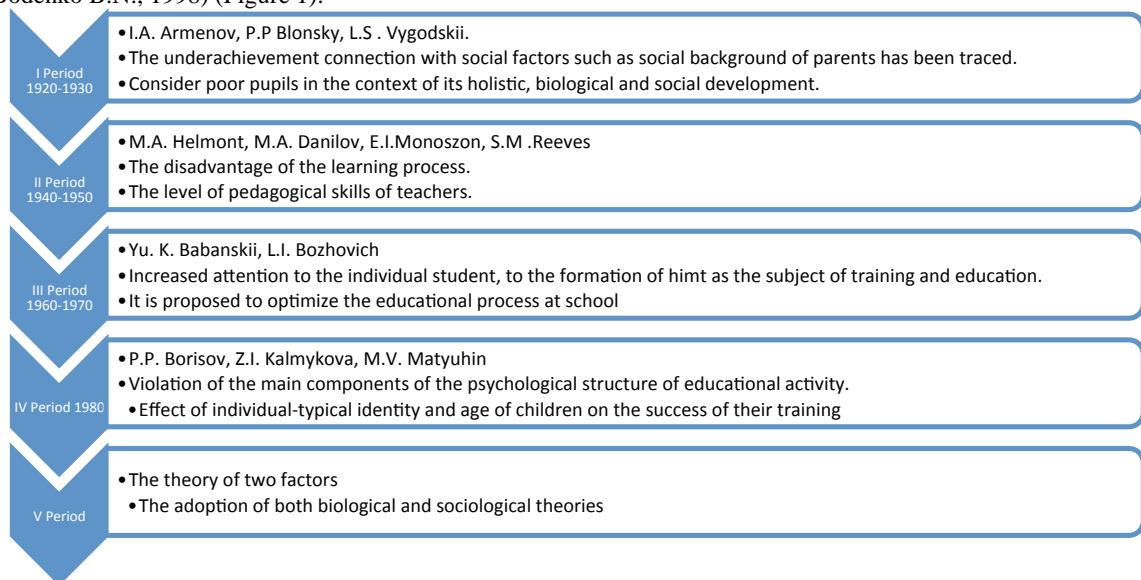 Bodenko B.N., 1998) (Figure 1).
I Period
1920-1930
• I.A. Armenov, P.P Blonsky, L.S . Vygodskii.
• The underachievement connection with social factors such as social background of parents has been traced.
• Consider poor pupils in the context of its holistic, biological and social development.
II Period
1940-1950
• M.A. Helmont, M.A. Danilov, E.I.Monoszon, S.M .Reeves
• The disadvantage of the learning process.
• The level of pedagogical skills of teachers.
III Period
1960-1970
• Yu. K. Babanskii, L.I. Bozhovich
• Increased attention to the individual student, to the formation of himt as the subject of training and education.
• It is proposed to optimize the educational process at school
IV Period 1980
• P.P. Borisov, Z.I. Kalmykova, M.V. Matyuhin
• Violation of the main components of the psychological structure of educational activity.
• Effect of individual-typical identity and age of children on the success of their training
V Period
• The theory of two factors
• The adoption of both biological and sociological theories